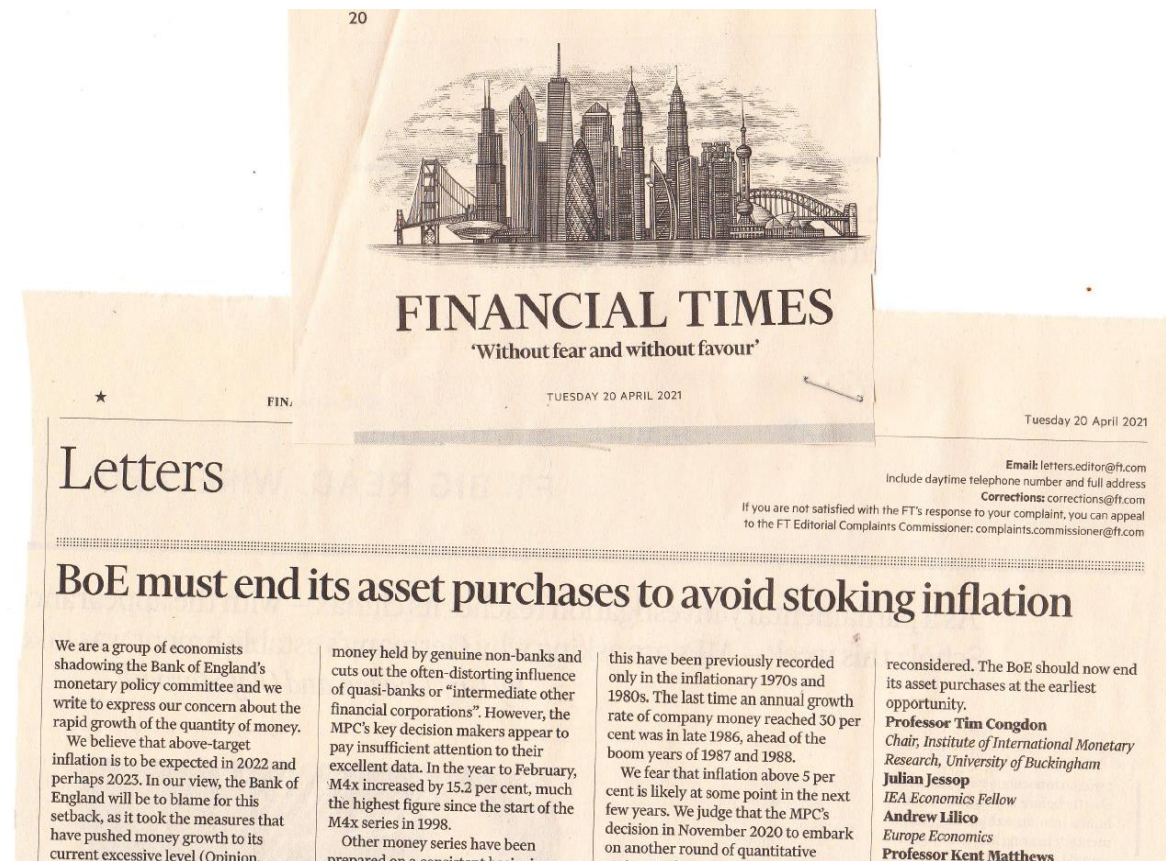 20
FINANCIAL TIMES
‘Without fear and without favour’
TUESDAY 20 APRIL 2021
★
FIN
Tuesday 20 April 2021
Letters
Email: letters.editor@ft.com
Include daytime telephone number and full address
Corrections: corrections@ft.com
If you are not satisfied with the FT's response to your complaint, you can appeal
to the FT Editorial Complaints Commissioner: complaints.commissioner@ft.com
BoE must end its asset purchases to avoid stoking inflation
We are a group of economists
shadowing the Bank of England's
monetary policy committee and we
write to express our concern about the
rapid growth of the quantity of money.
We believe that above-target
inflation is to be expected in 2022 and
perhaps 2023. In our view, the Bank of
England will be to blame for this
setback, as it took the measures that
have pushed money growth to its
current excessive level (Opinion,
money held by genuine non-banks and
cuts out the often-distorting influence
of quasi-banks or “intermediate other
financial corporations”. However, the
MPC's key decision makers appear to
pay insufficient attention to their
excellent data. In the year to February,
M4x increased by 15.2 per cent, much
the highest figure since the start of the
M4x series in 1998.
Other money series have been
prepared on a consistent basis
this have been previously recorded
only in the inflationary 1970s and
1980s. The last time an annual growth
rate of company money reached 30 per
cent was in late 1986, ahead of the
boom years of 1987 and 1988.
We fear that inflation above 5 per
cent is likely at some point in the next
few years. We judge that the MPC's
decision in November 2020 to embark
on another round of quantitative
reconsidered. The BoE should now end
its asset purchases at the earliest
opportunity.
Professor Tim Congdon
Chair, Institute of International Monetary
Research, University of Buckingham
Julian Jessop
IEA Economics Fellow
Andrew Lilico
Europe Economics
Professor Kent Matthews